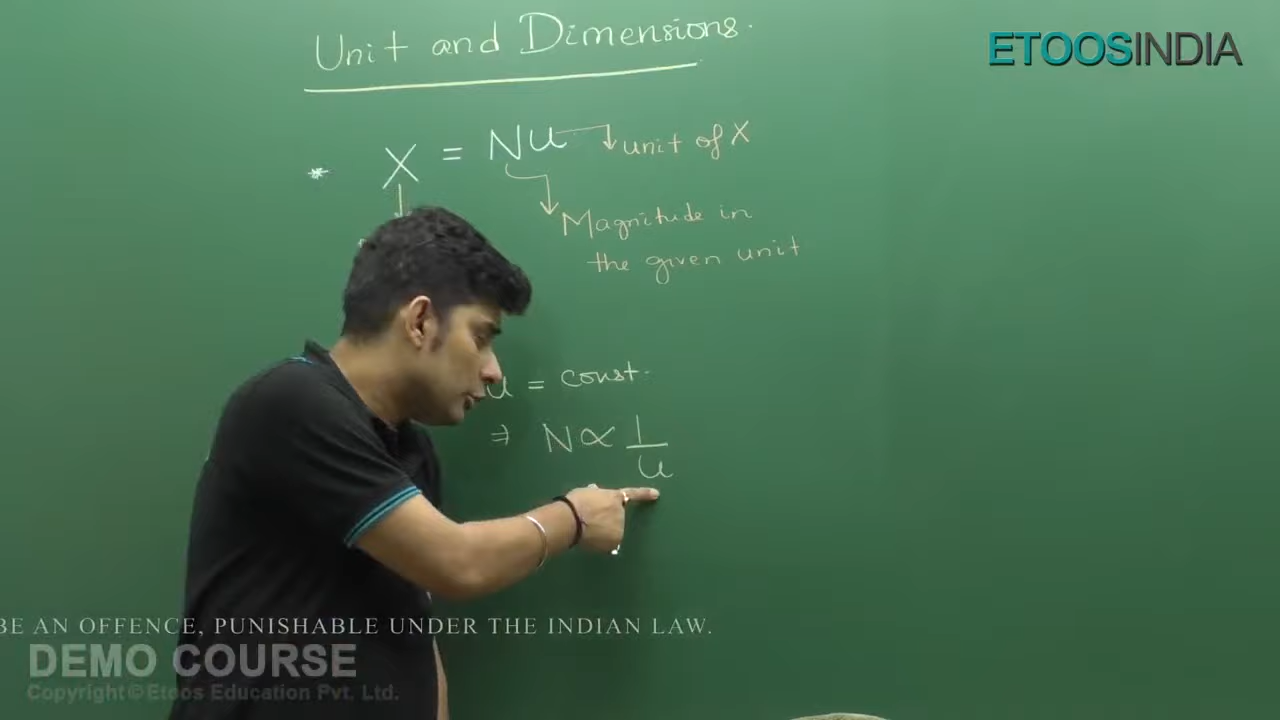 Unit and Dimensions.
ETOOSINDIA
* X = Nu unit of X
Magnitude in
the given unit
u = const.
⇒ N ∝ 1/u
BE AN OFFENCE, PUNISHABLE UNDER THE INDIAN LAW.
DEMO COURSE
Copyright©Etoos Education Pvt. Ltd.